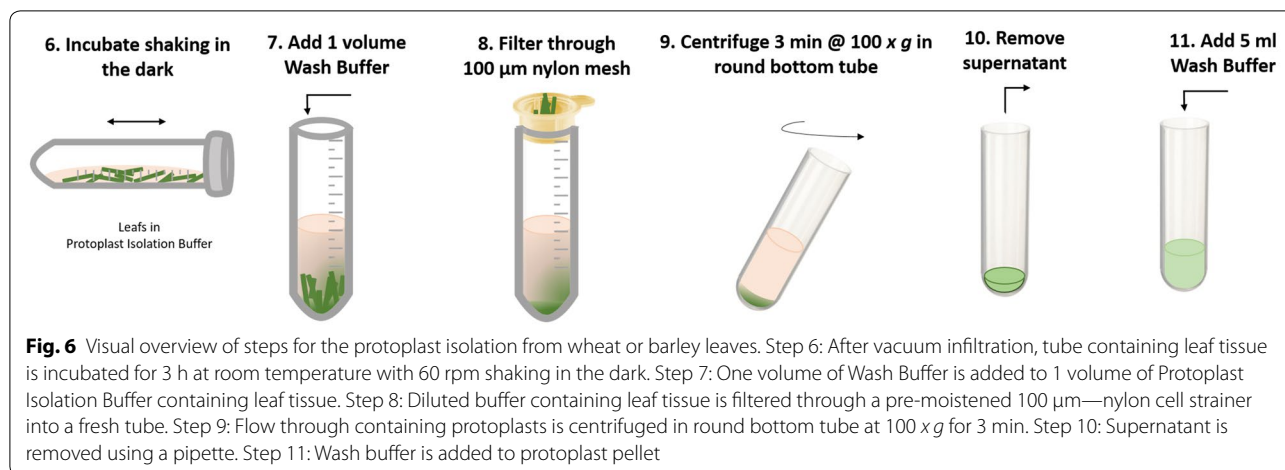 6. Incubate shaking in
the dark
7. Add 1 volume
Wash Buffer
8. Filter through
100 µm nylon mesh
9. Centrifuge 3 min @ 100 x g in
round bottom tube
10. Remove
supernatant
11. Add 5 ml
Wash Buffer
Leafs in
Protoplast Isolation Buffer
Fig. 6 Visual overview of steps for the protoplast isolation from wheat or barley leaves. Step 6: After vacuum infiltration, tube containing leaf tissue
is incubated for 3 h at room temperature with 60 rpm shaking in the dark. Step 7: One volume of Wash Buffer is added to 1 volume of Protoplast
Isolation Buffer containing leaf tissue. Step 8: Diluted buffer containing leaf tissue is filtered through a pre-moistened 100 µm—nylon cell strainer
into a fresh tube. Step 9: Flow through containing protoplasts is centrifuged in round bottom tube at 100 x g for 3 min. Step 10: Supernatant is
removed using a pipette. Step 11: Wash buffer is added to protoplast pellet